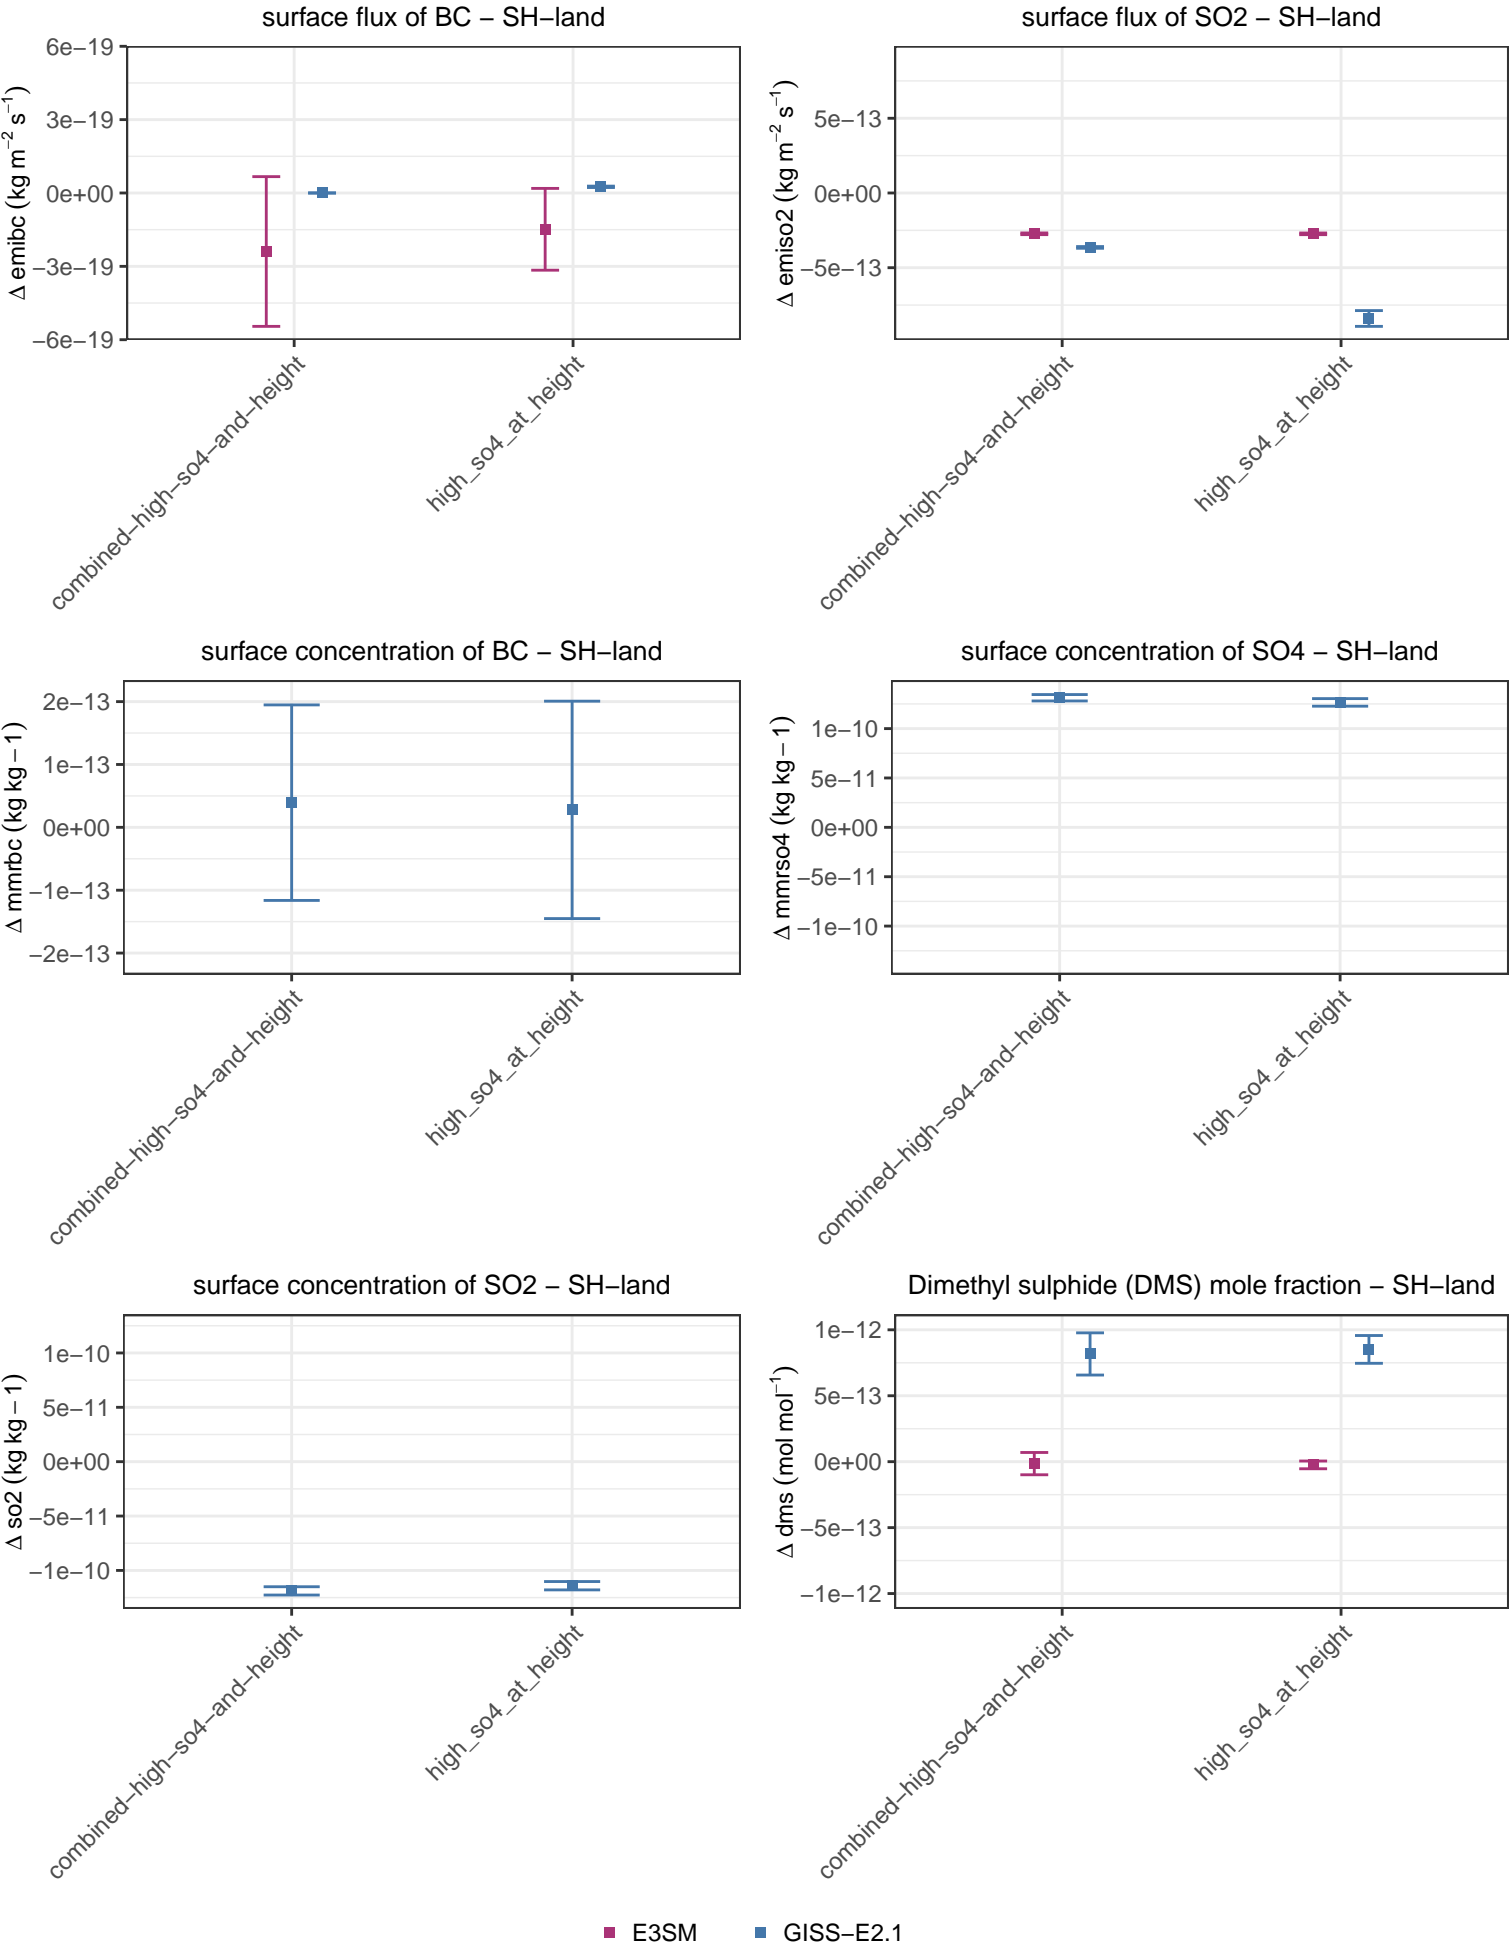 surface flux of BC − SH−land
Δ emibc (kg m−2 s−1)
6e−19
3e−19
0e+00
−3e−19
−6e−19
combined−high−so4−and−height
high_so4_at_height
surface flux of SO2 − SH−land
Δ emiso2 (kg m−2 s−1)
5e−13
0e+00
−5e−13
combined−high−so4−and−height
high_so4_at_height
surface concentration of BC − SH−land
Δ mmrbc (kg kg − 1)
2e−13
1e−13
0e+00
−1e−13
−2e−13
combined−high−so4−and−height
high_so4_at_height
surface concentration of SO4 − SH−land
Δ mmrso4 (kg kg − 1)
1e−10
5e−11
0e+00
−5e−11
−1e−10
combined−high−so4−and−height
high_so4_at_height
surface concentration of SO2 − SH−land
Δ so2 (kg kg − 1)
1e−10
5e−11
0e+00
−5e−11
−1e−10
combined−high−so4−and−height
high_so4_at_height
Dimethyl sulphide (DMS) mole fraction − SH−land
Δ dms (mol mol−1)
1e−12
5e−13
0e+00
−5e−13
−1e−12
combined−high−so4−and−height
high_so4_at_height
E3SM
GISS−E2.1